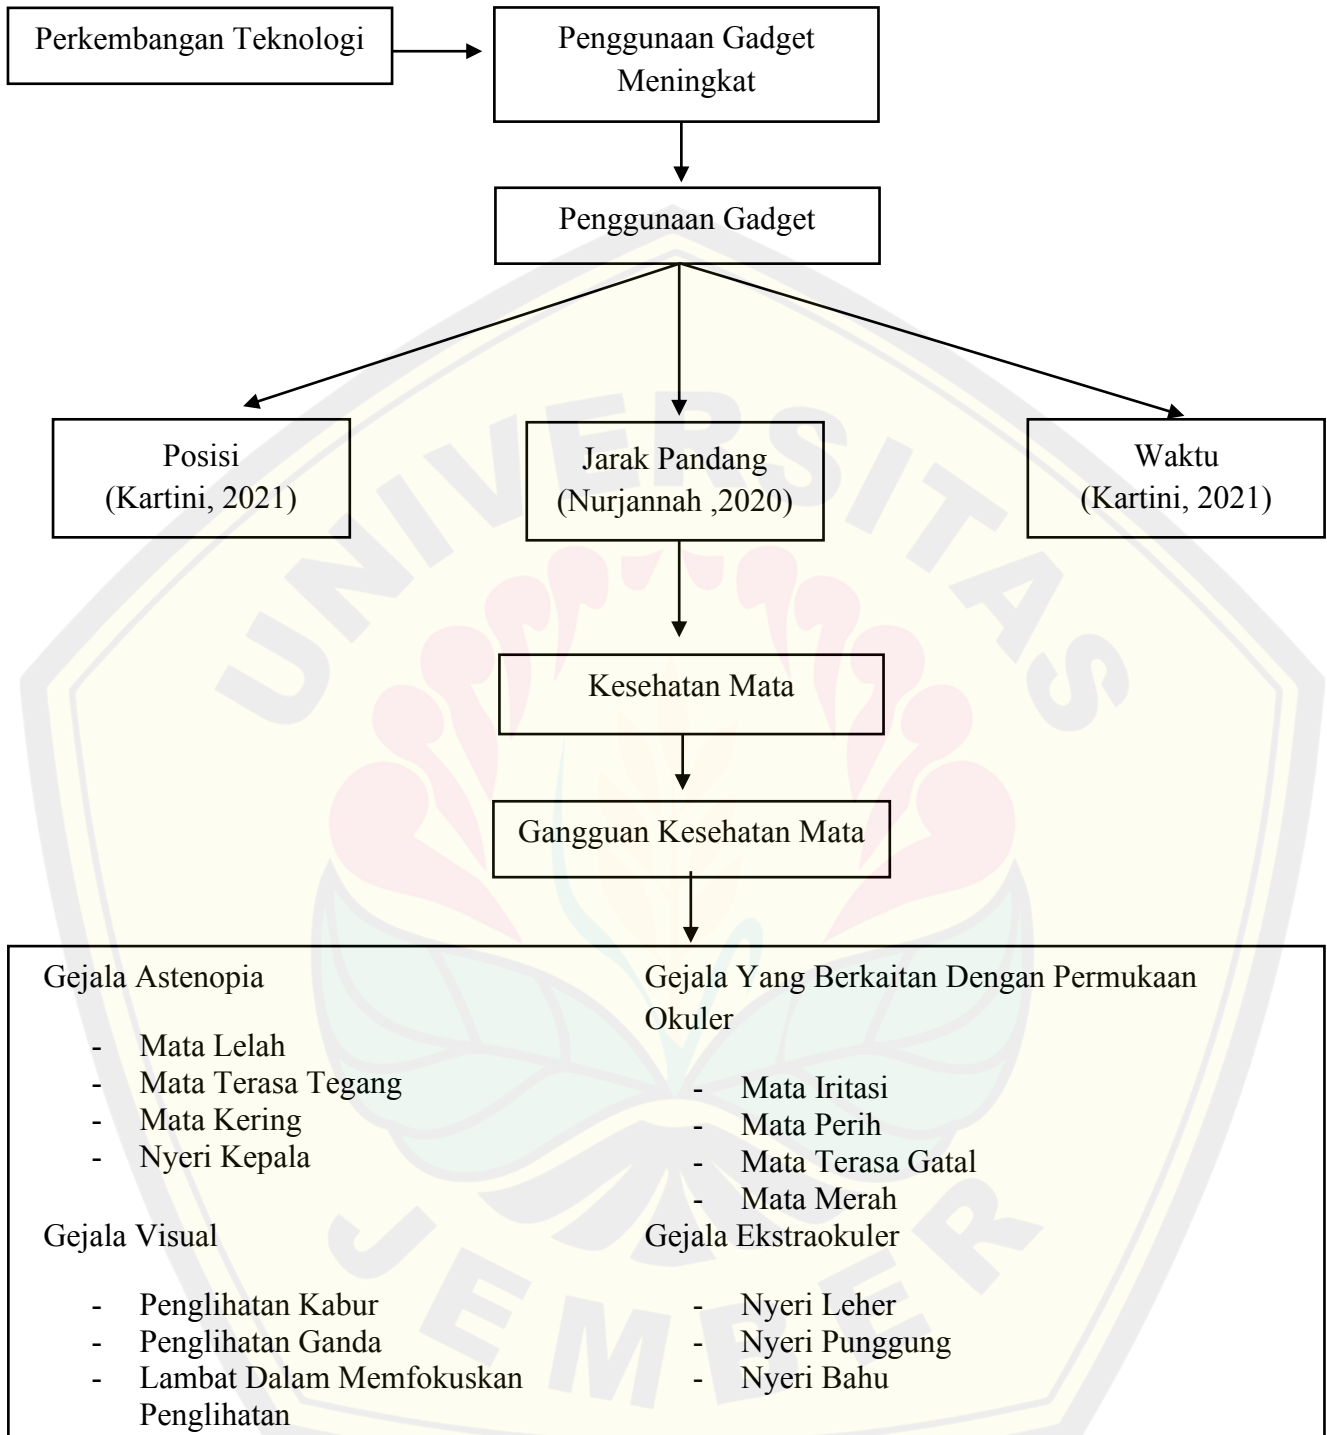 Perkembangan Teknologi
Penggunaan Gadget
Meningkat
Penggunaan Gadget
Posisi
(Kartini, 2021)
Jarak Pandang
(Nurjannah ,2020)
Waktu
(Kartini, 2021)
Kesehatan Mata
Gangguan Kesehatan Mata
Gejala Astenopia
- Mata Lelah
- Mata Terasa Tegang
- Mata Kering
- Nyeri Kepala
Gejala Yang Berkaitan Dengan Permukaan
Okuler
- Mata Iritasi
- Mata Perih
- Mata Terasa Gatal
- Mata Merah
Gejala Visual
- Penglihatan Kabur
- Penglihatan Ganda
- Lambat Dalam Memfokuskan
Penglihatan
Gejala Ekstraokuler
- Nyeri Leher
- Nyeri Punggung
- Nyeri Bahu
UNIVERSITAS
JEMBER